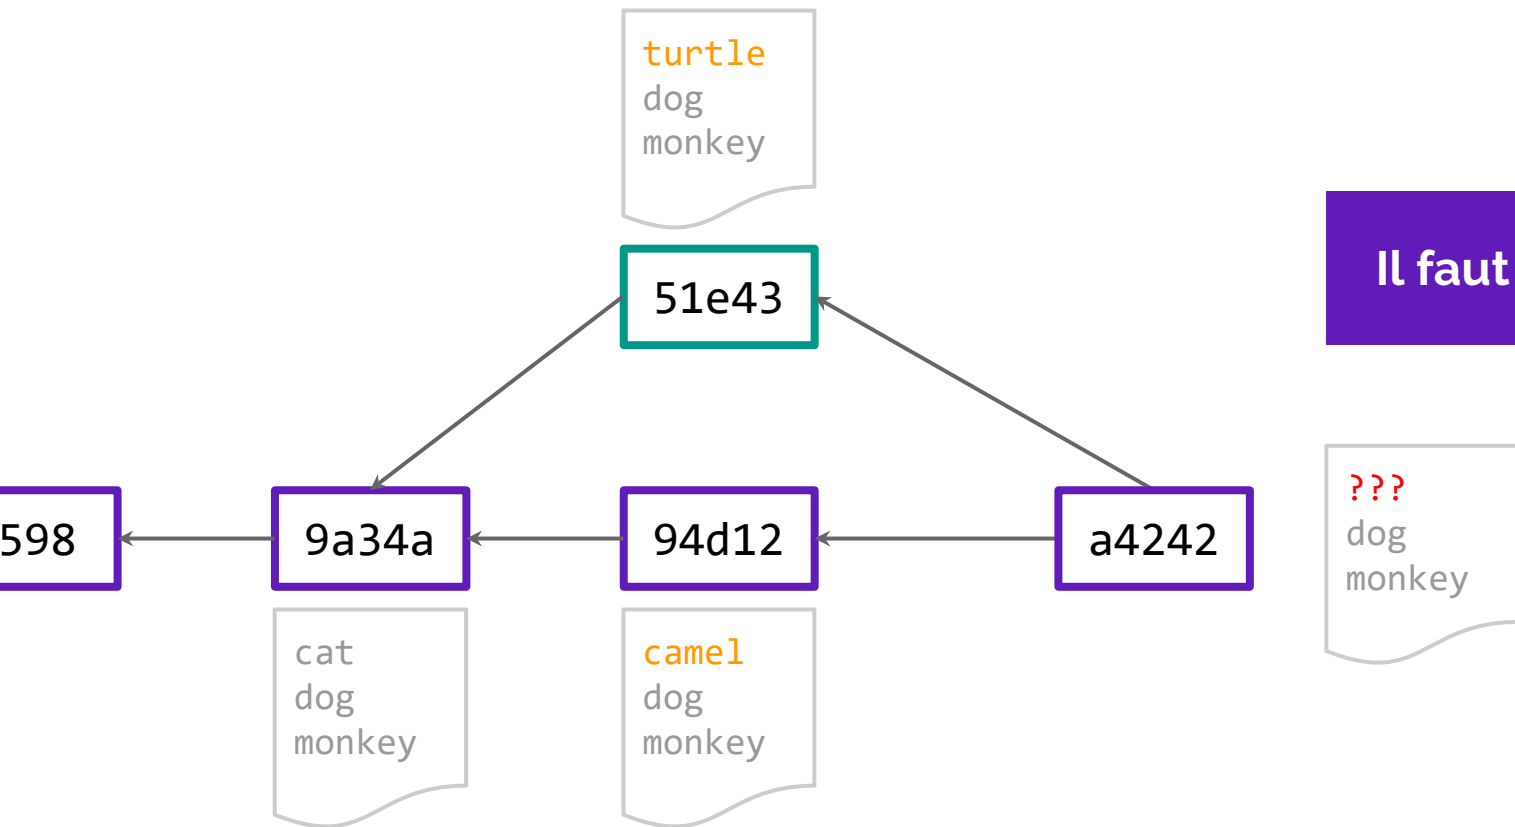 turtle
dog
monkey
51e43
Il faut
598
9a34a
94d12
a4242
???
dog
monkey
cat
dog
monkey
camel
dog
monkey